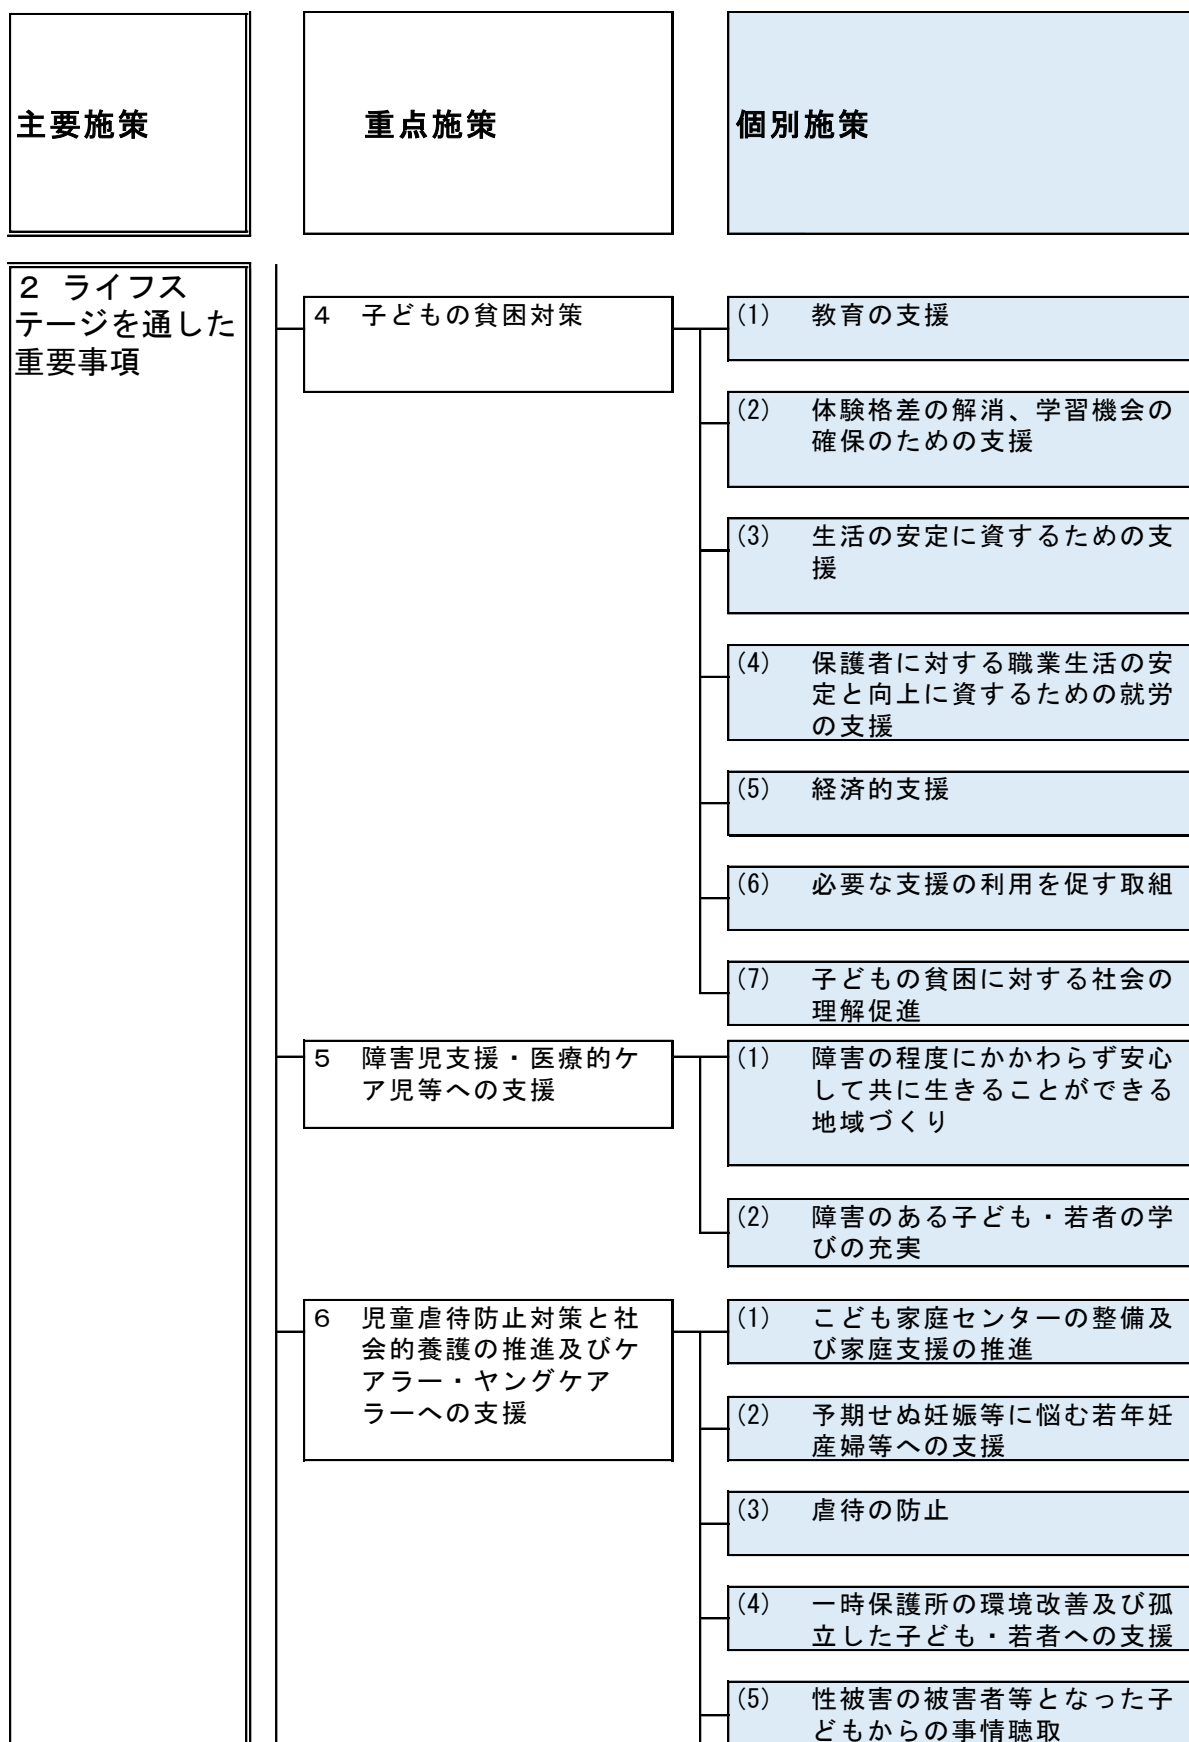 主要施策
重点施策
個別施策
２ ライフス
テージを通した
重要事項
４ 子どもの貧困対策
(1) 教育の支援
(2) 体験格差の解消、学習機会の
確保のための支援
(3) 生活の安定に資するための支
援
(4) 保護者に対する職業生活の安
定と向上に資するための就労
の支援
(5) 経済的支援
(6) 必要な支援の利用を促す取組
(7) 子どもの貧困に対する社会の
理解促進
５ 障害児支援・医療的ケ
ア児等への支援
(1) 障害の程度にかかわらず安心
して共に生きることができる
地域づくり
(2) 障害のある子ども・若者の学
びの充実
６ 児童虐待防止対策と社
会的養護の推進及びケ
アラー・ヤングケア
ラーへの支援
(1) こども家庭センターの整備及
び家庭支援の推進
(2) 予期せぬ妊娠等に悩む若年妊
産婦等への支援
(3) 虐待の防止
(4) 一時保護所の環境改善及び孤
立した子ども・若者への支援
(5) 性被害の被害者等となった子
どもからの事情聴取